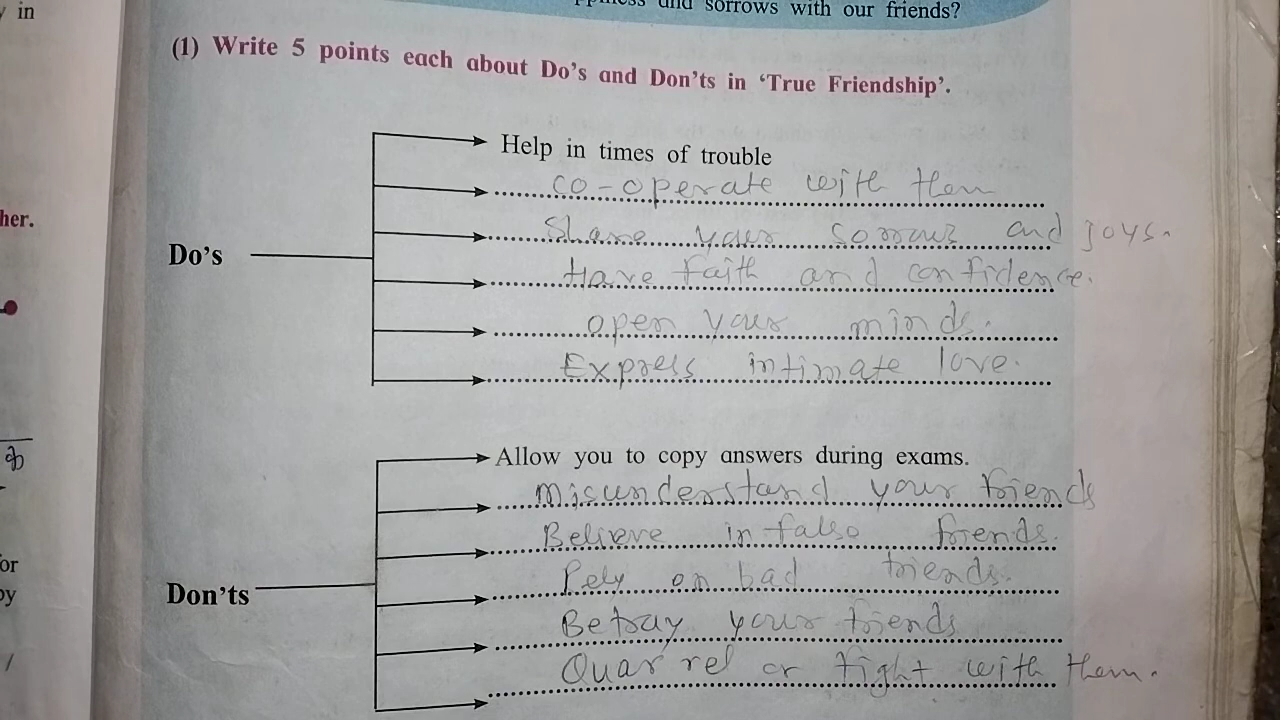 y in
ppiness and sorrows with our friends?
(1) Write 5 points each about Do's and Don'ts in 'True Friendship'.
Help in times of trouble
co-operate with them
her.
Share your sorrows and joys.
Do's
Have faith and confidence.
open your minds.
Express intimate love.
Allow you to copy answers during exams.
क
misunderstand your friends
Believe in false friends.
or
Rely on bad friends.
Don'ts
by
Betray your friends
Quarrel or fight with them.